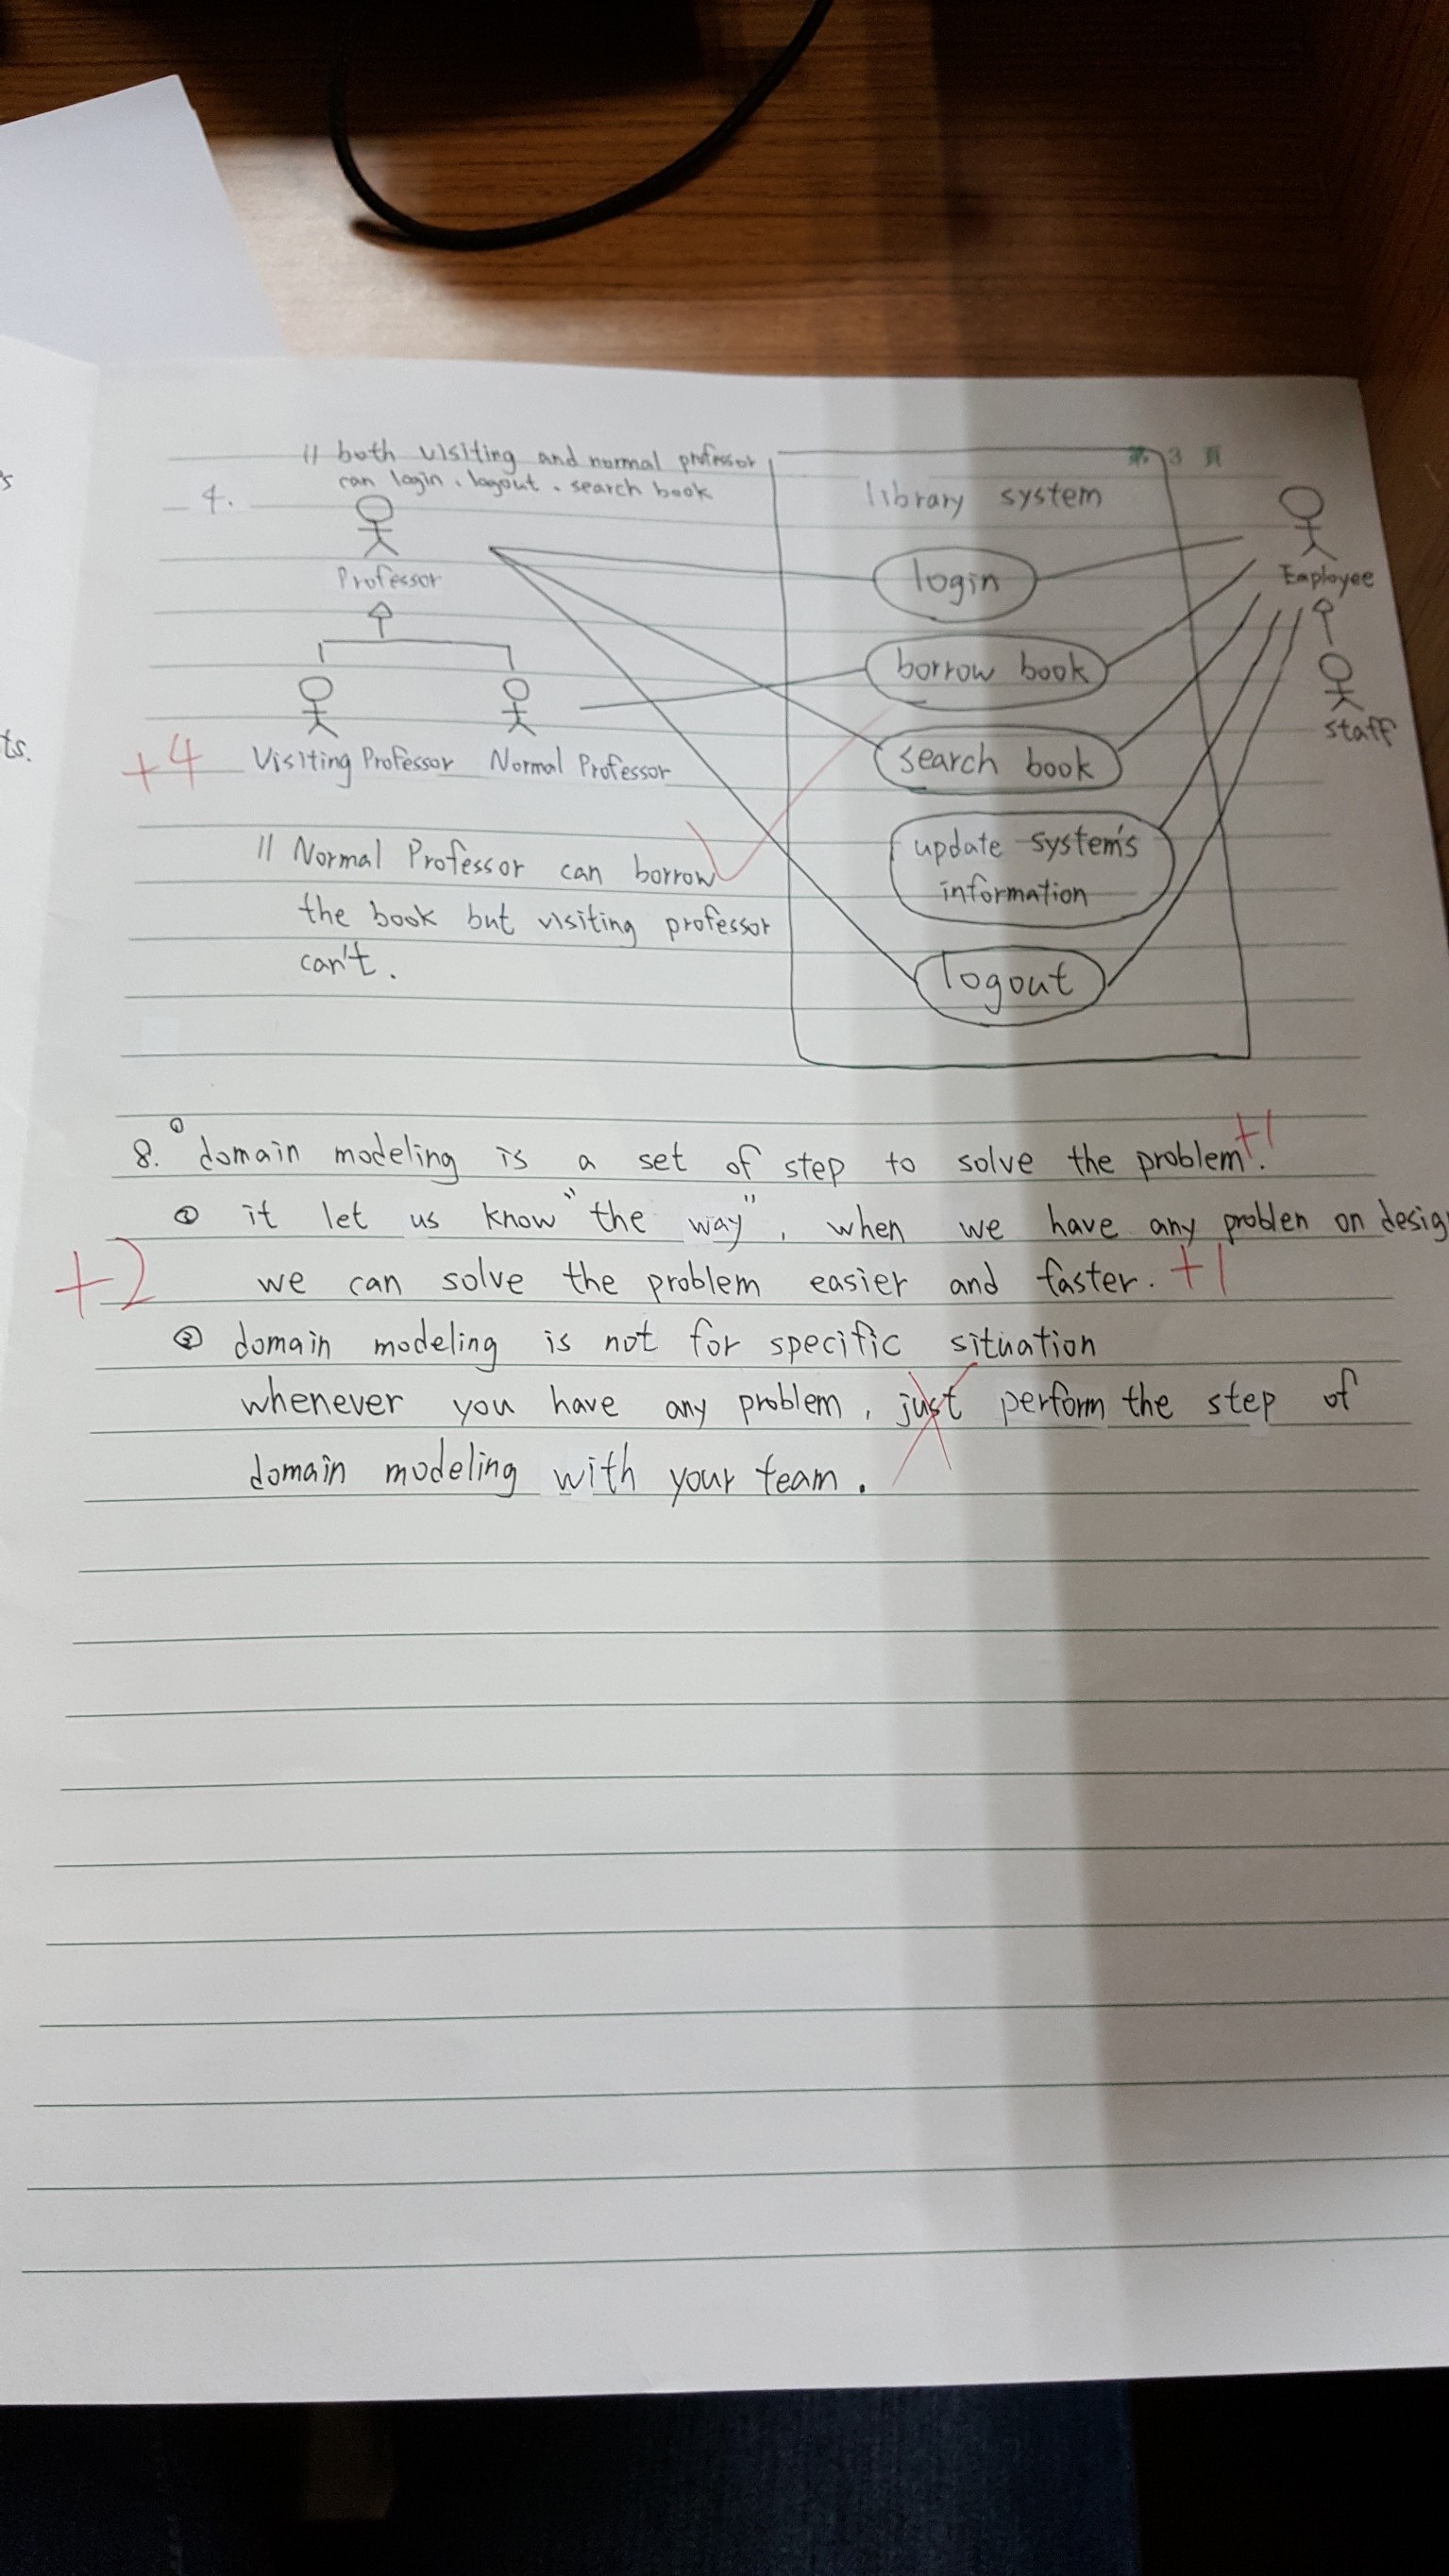 第 3 頁
// both visiting and normal professor
can login、logout、search book
4.
Professor
Visiting Professor
Normal Professor
+4
// Normal Professor can borrow
the book but visiting professor
can't.
library system
login
borrow book
search book
update system's
information
logout
Employee
Staff
8. ① domain modeling is a set of step to solve the problem. +1
② it let us know "the way", when we have any problen on desig
we can solve the problem easier and faster. +1
+2
③ domain modeling is not for specific situation
whenever you have any problem, just perform the step of
domain modeling with your team.
s
ts.